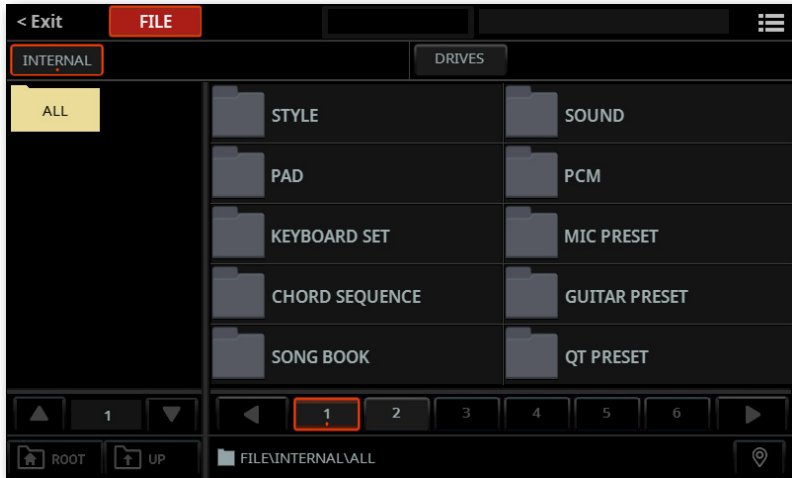 < Exit FILE
INTERNAL DRIVES
ALL
STYLE SOUND
PAD PCM
KEYBOARD SET MIC PRESET
CHORD SEQUENCE GUITAR PRESET
SONG BOOK QT PRESET
1 1 2 3 4 5 6
ROOT UP FILE\INTERNAL\ALL